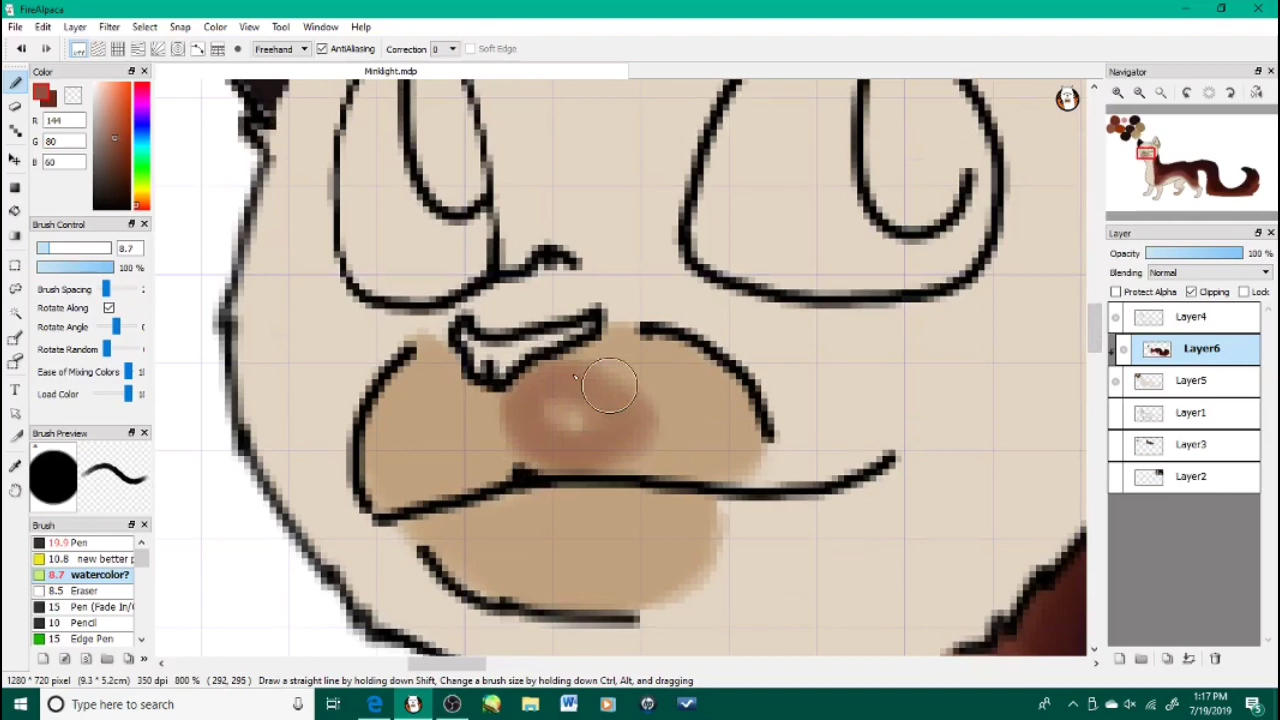 FireAlpaca
File Edit Layer Filter Select Snap Color View Tool Window Help
Freehand AntiAliasing Correction 0 Soft Edge
Color Minklight.mdp Navigator
R 144
G 80
B 60
Brush Control
8.7
100 %
Brush Spacing
Rotate Along
Rotate Angle
Rotate Random
Ease of Mixing Colors
Load Color
Brush Preview
Brush
19.9 Pen
10.8 new better p
8.7 watercolor?
8.5 Eraser
15 Pen (Fade In/
10 Pencil
15 Edge Pen
Layer
Opacity 100 %
Blending Normal
Protect Alpha Clipping Lock
Layer4
Layer6
Layer5
Layer1
Layer3
Layer2
1280 * 720 pixel (9.3 * 5.2cm) 350 dpi 800 % ( 292, 295 ) Draw a straight line by holding down Shift, Change a brush size by holding down Ctrl, Alt, and dragging
Type here to search
1:17 PM
7/19/2019